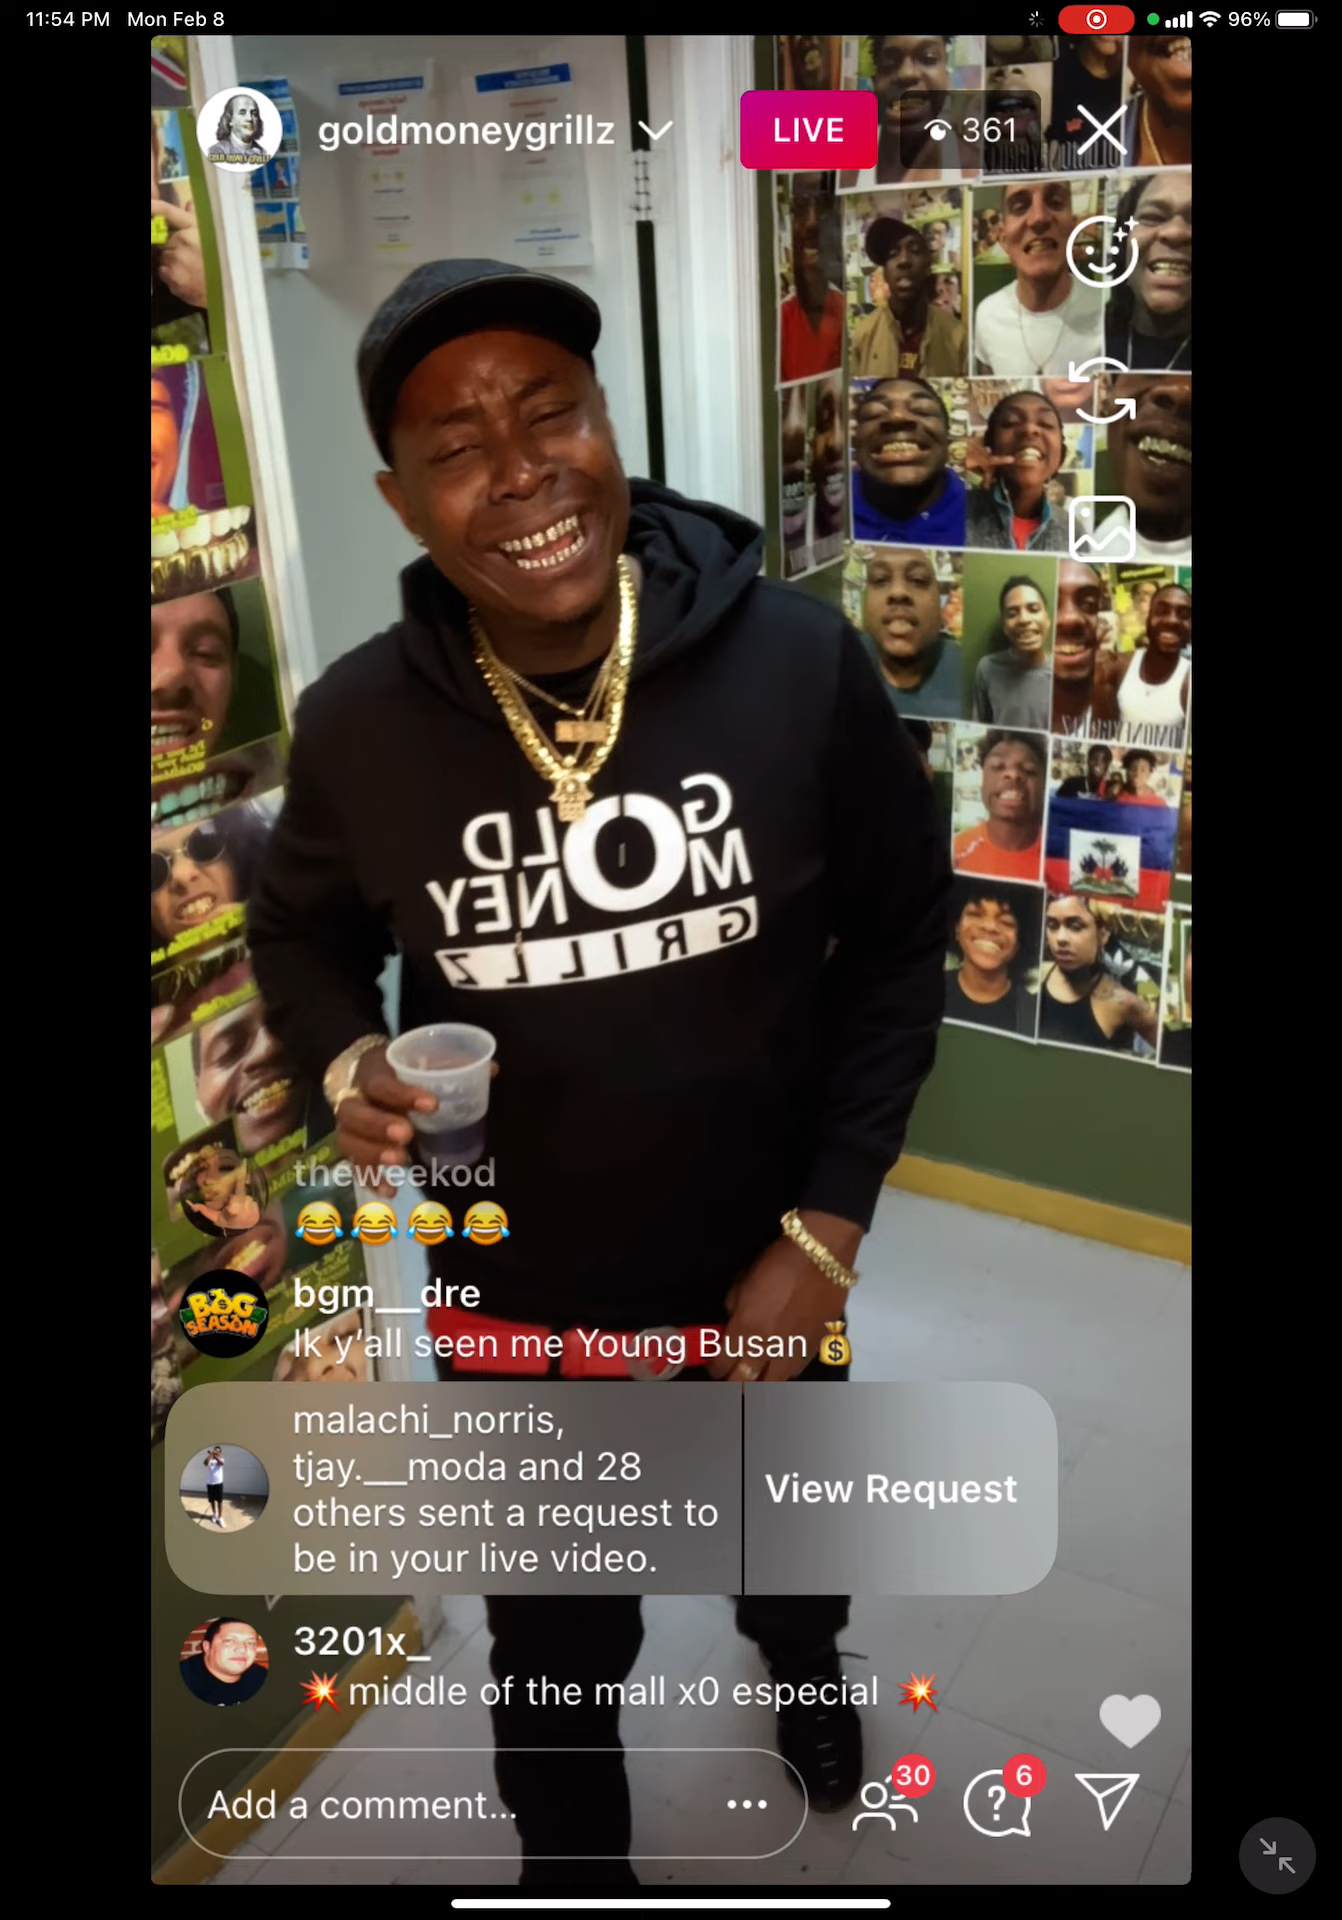 11:54 PM Mon Feb 8
96%
goldmoneygrillz
LIVE
361
GOLD
MONEY
GRILLZ
theweekod
😂😂😂😂
BAG
SEASON
bgm__dre
Ik y'all seen me Young Busan 💰
malachi_norris,
tjay.__moda and 28
others sent a request to
be in your live video.
View Request
3201x_
💥middle of the mall x0 especial 💥
Add a comment...
30
6